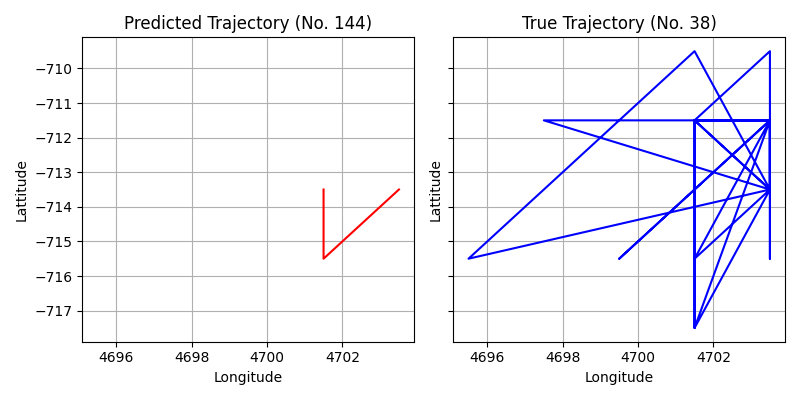 Predicted Trajectory (No. 144)
−710
−711
−712
−713
−714
−715
−716
−717
Lattitude
4696
4698
4700
4702
Longitude
True Trajectory (No. 38)
Lattitude
4696
4698
4700
4702
Longitude